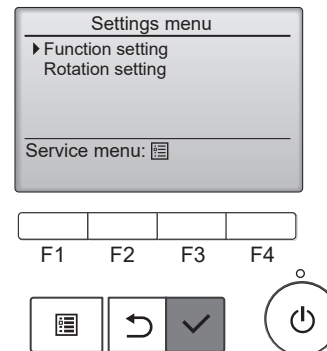 Settings menu
Function setting
Rotation setting
Service menu:
F1 F2 F3 F4